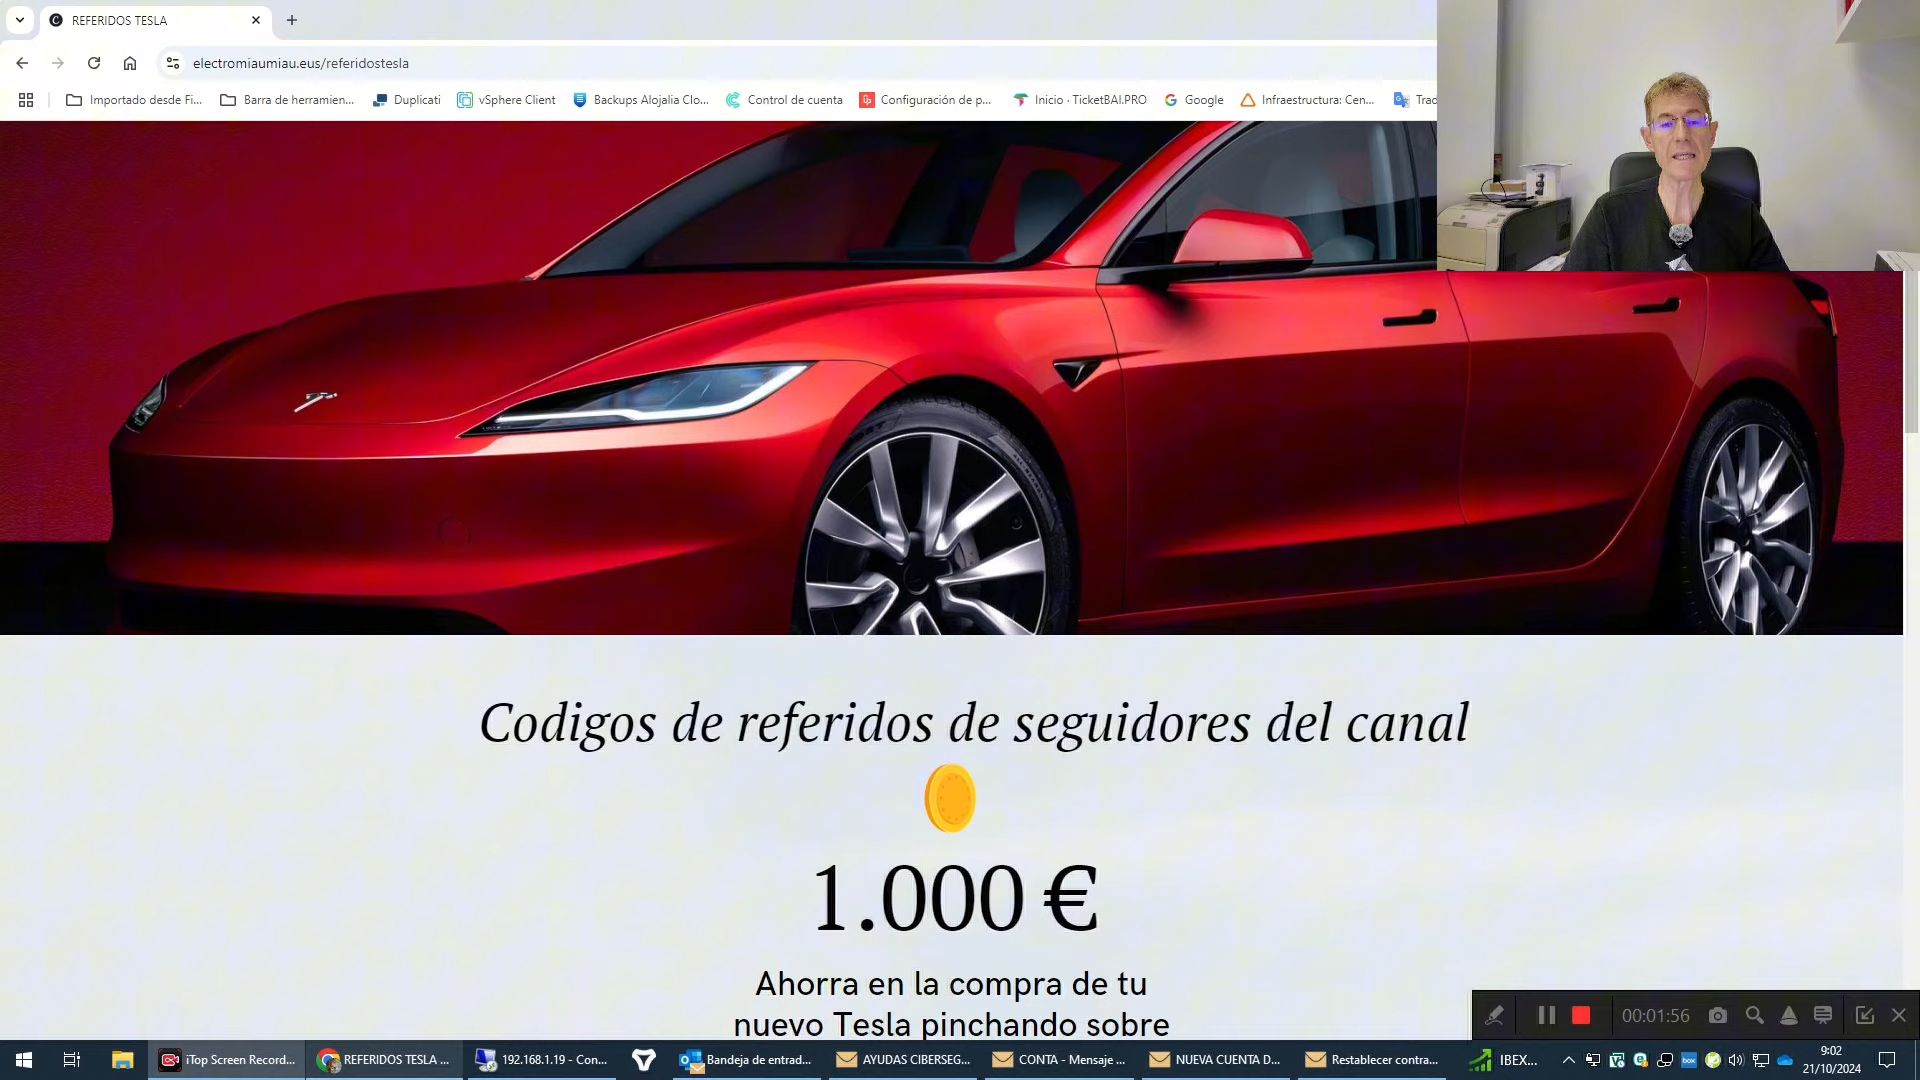 REFERIDOS TESLA
electromiaumiau.eus/referidostesla
Importado desde Fi...
Barra de herramien...
Duplicati
vSphere Client
Backups Alojalia Clo...
Control de cuenta
Configuración de p...
Inicio · TicketBAI.PRO
Google
Infraestructura: Cen...
Trad
Codigos de referidos de seguidores del canal
1.000 €
Ahorra en la compra de tu
nuevo Tesla pinchando sobre
00:01:56
iTop Screen Record...
REFERIDOS TESLA ...
192.168.1.19 - Con...
Bandeja de entrad...
AYUDAS CIBERSEG...
CONTA - Mensaje ...
NUEVA CUENTA D...
Restablecer contra...
IBEX...
box
9:02
21/10/2024